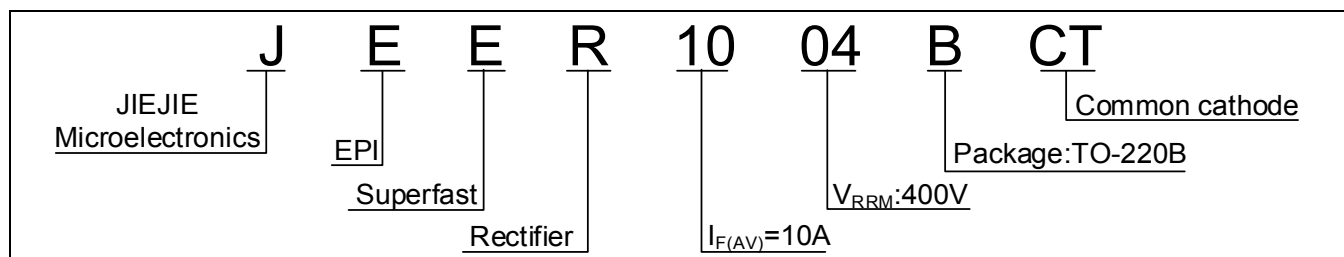 J E E R 10 04 B CT
JIEJIE
Microelectronics
Common cathode
EPI
Package:TO-220B
Superfast
VRRM:400V
Rectifier
IF(AV)=10A